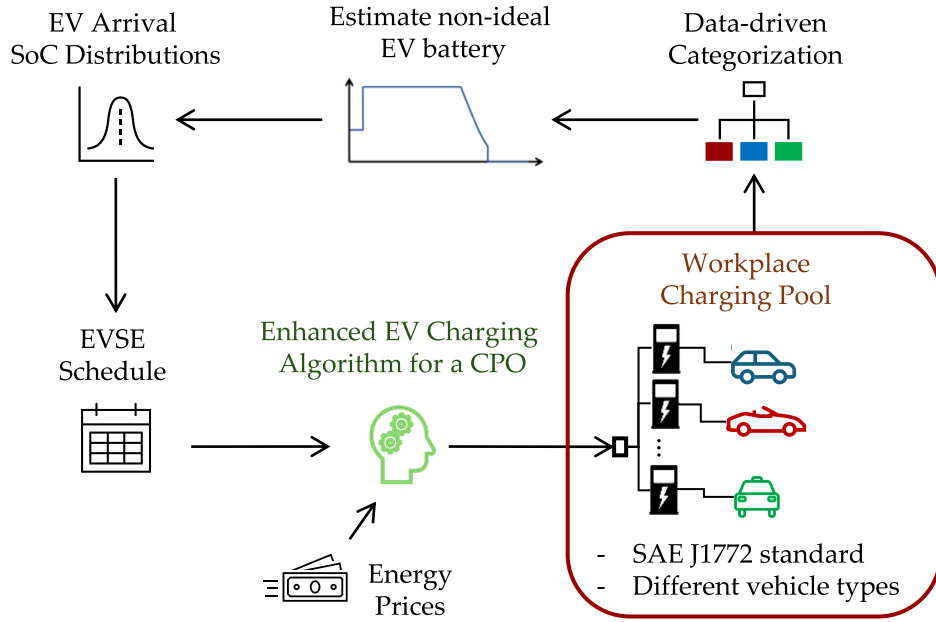 EV Arrival
SoC Distributions
Estimate non-ideal
EV battery
Data-driven
Categorization
EVSE
Schedule
Enhanced EV Charging
Algorithm for a CPO
Workplace
Charging Pool
Energy
Prices
- SAE J1772 standard
- Different vehicle types